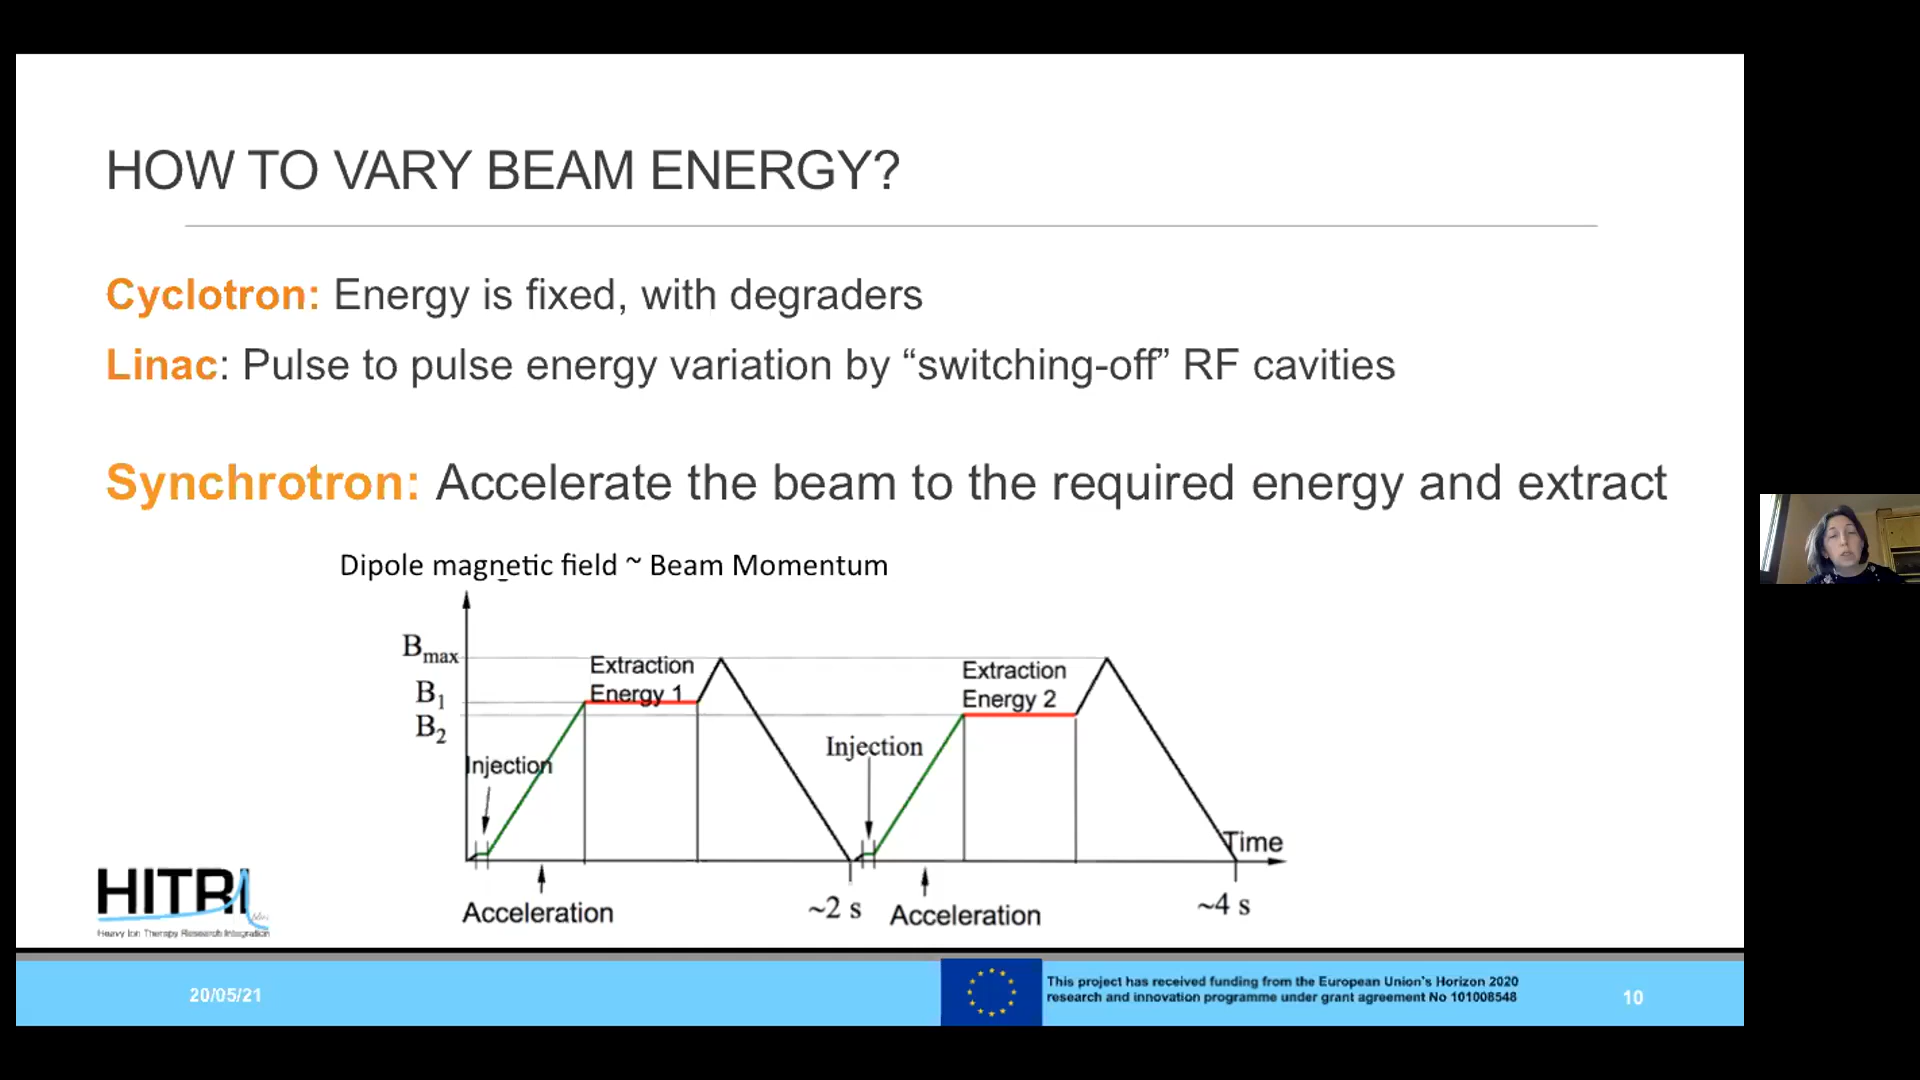 HOW TO VARY BEAM ENERGY?
Cyclotron: Energy is fixed, with degraders
Linac: Pulse to pulse energy variation by “switching-off” RF cavities
Synchrotron: Accelerate the beam to the required energy and extract
Dipole magnetic field ~ Beam Momentum
Bmax
B1
B2
Extraction
Energy 1
Extraction
Energy 2
Injection
Injection
Time
Acceleration
~2 s
Acceleration
~4 s
HITRI
Heavy Ion Therapy Research Integration
20/05/21
This project has received funding from the European Union's Horizon 2020
research and innovation programme under grant agreement No 101008548
10